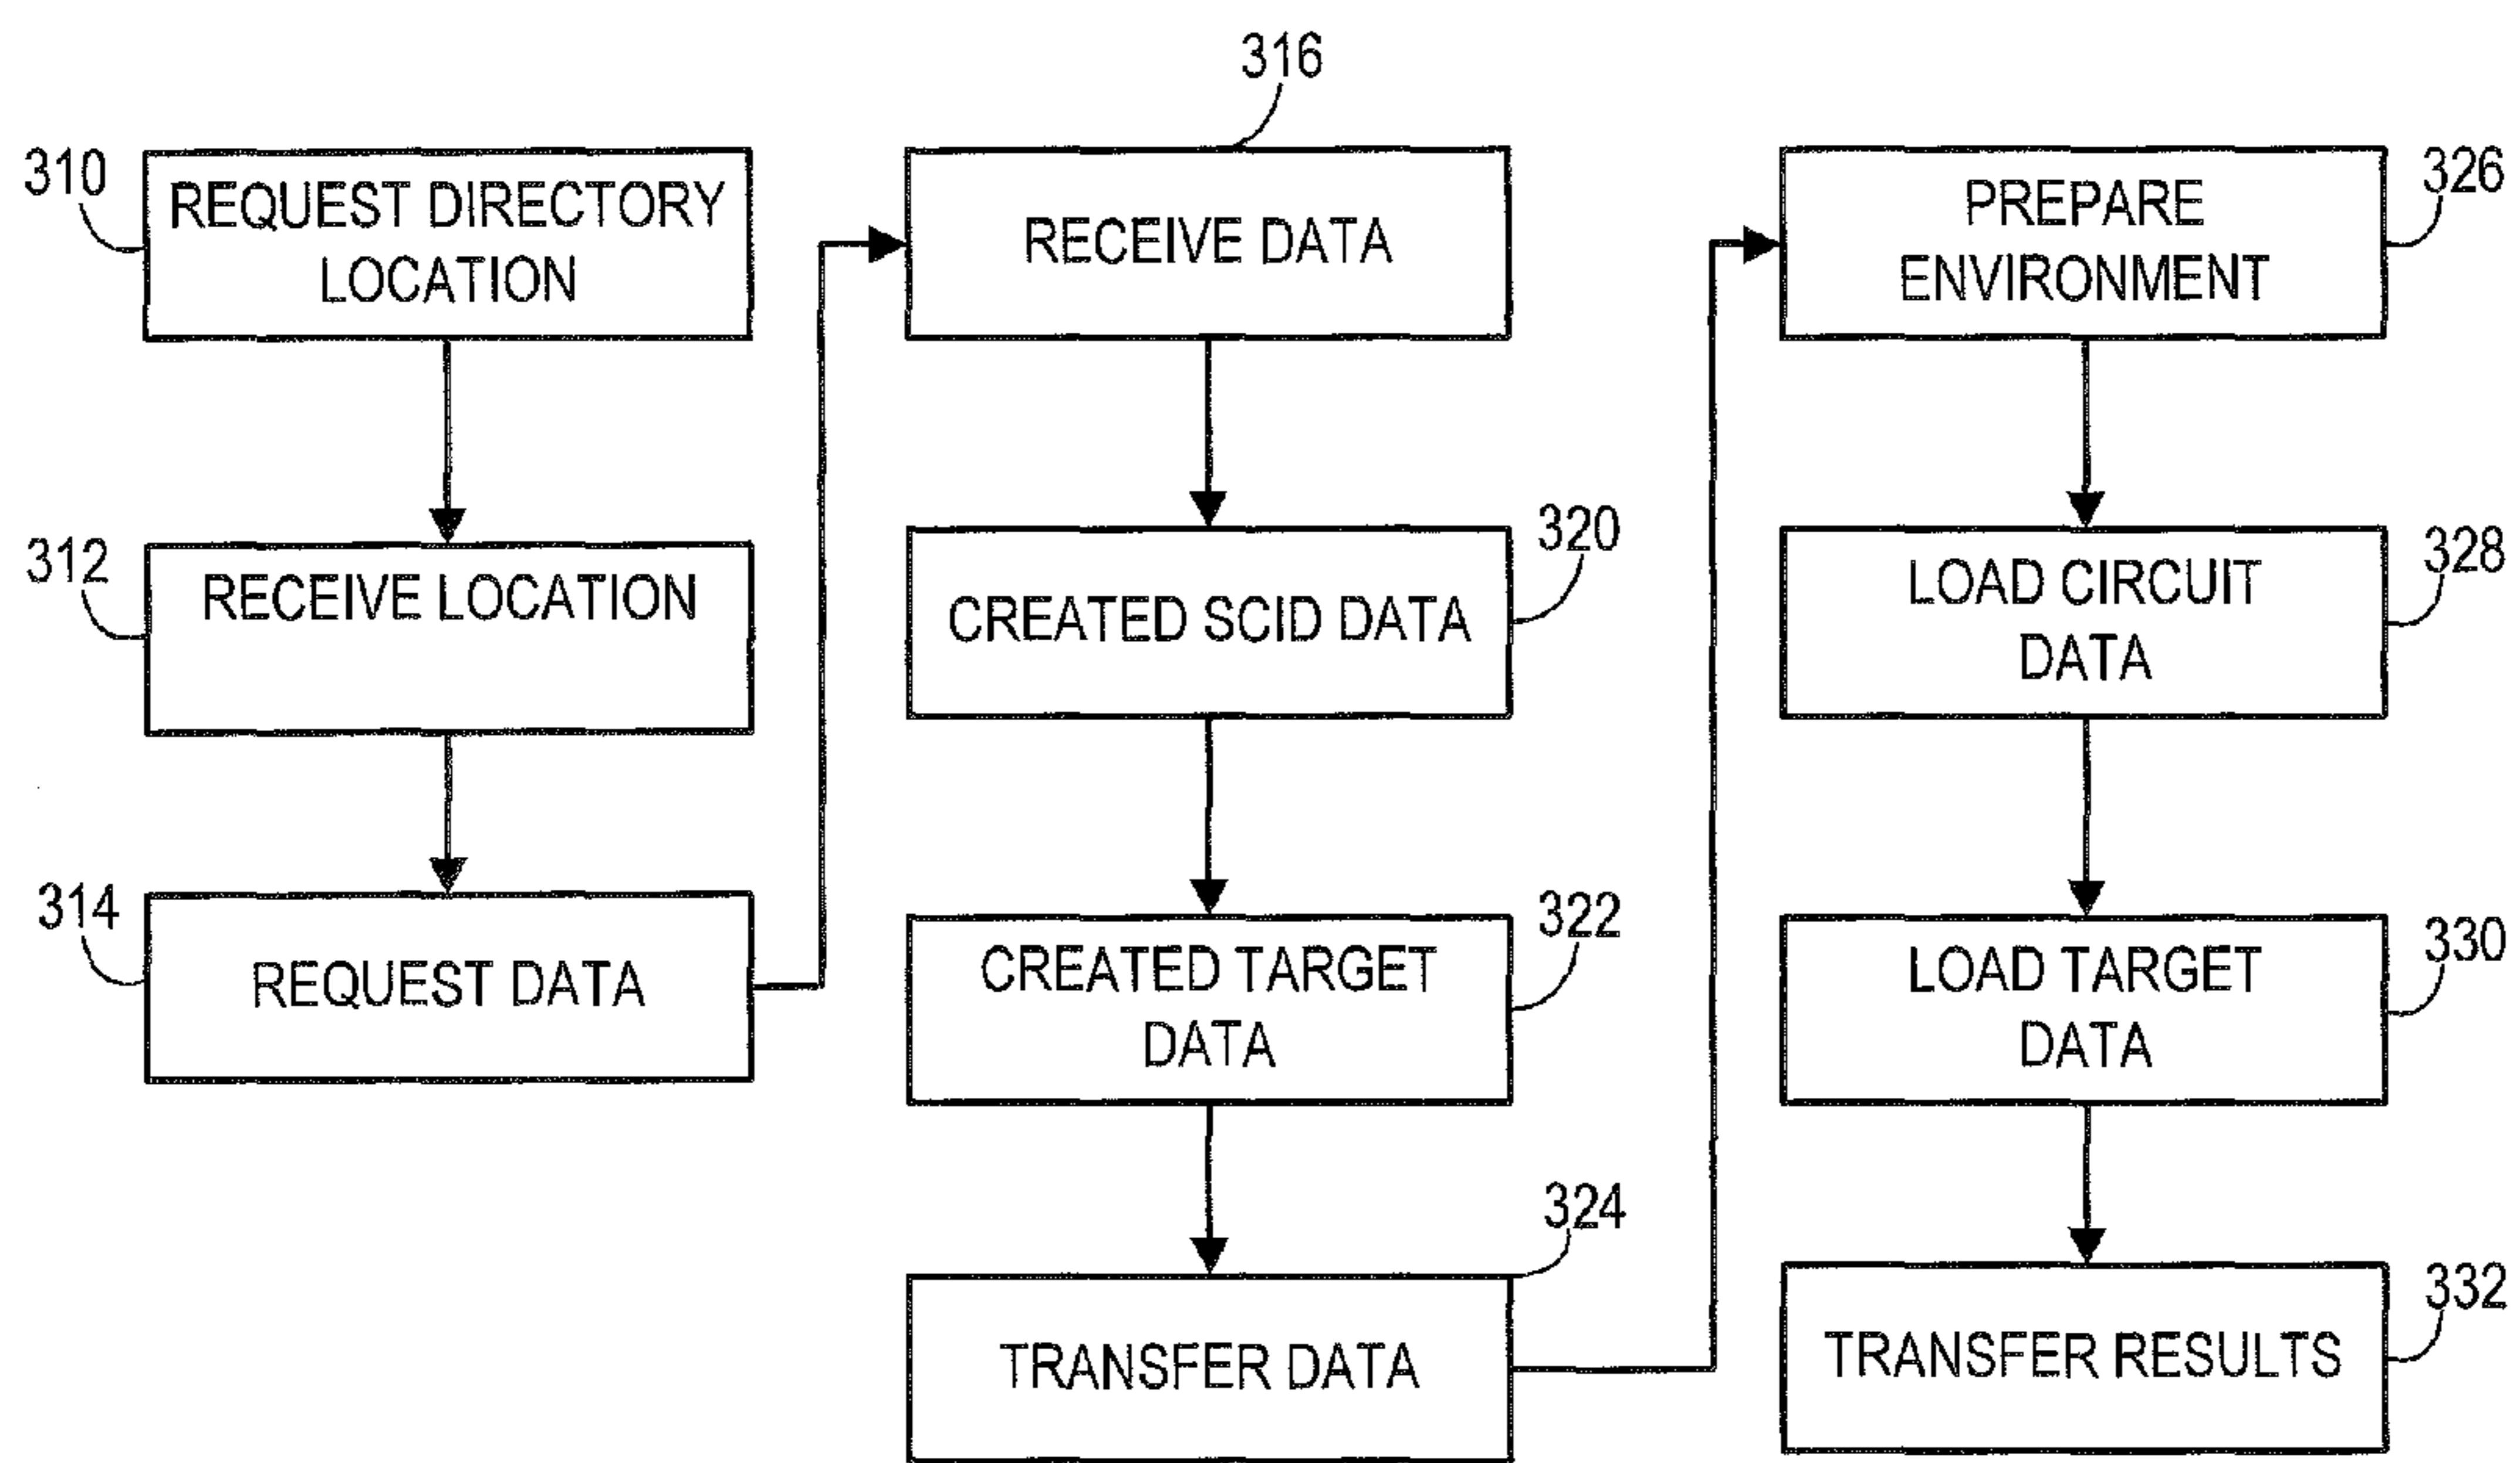 310
REQUEST DIRECTORY
LOCATION
312
RECEIVE LOCATION
314
REQUEST DATA
316
RECEIVE DATA
320
CREATED SCID DATA
322
CREATED TARGET
DATA
324
TRANSFER DATA
326
PREPARE
ENVIRONMENT
328
LOAD CIRCUIT
DATA
330
LOAD TARGET
DATA
332
TRANSFER RESULTS